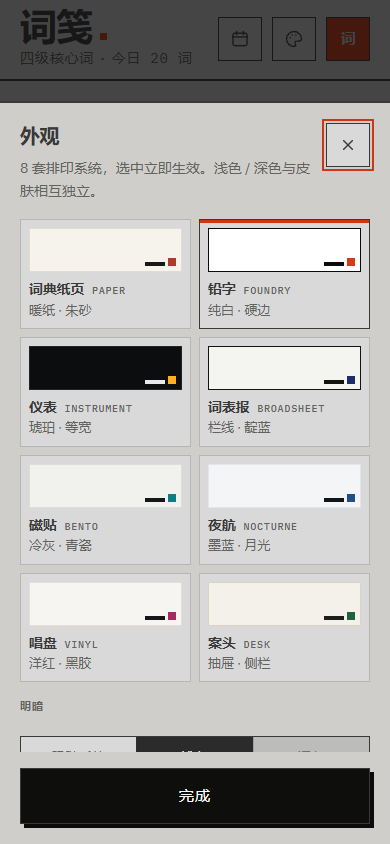 词笺.
四级核心词 · 今日 20 词
词
外观
8 套排印系统，选中立即生效。浅色 / 深色与皮
肤相互独立。
词典纸页 PAPER
暖纸 · 朱砂
铅字 FOUNDRY
纯白 · 硬边
仪表 INSTRUMENT
琥珀 · 等宽
词表报 BROADSHEET
栏线 · 靛蓝
磁贴 BENTO
冷灰 · 青瓷
夜航 NOCTURNE
墨蓝 · 月光
唱盘 VINYL
洋红 · 黑胶
案头 DESK
抽屉 · 侧栏
明暗
完成